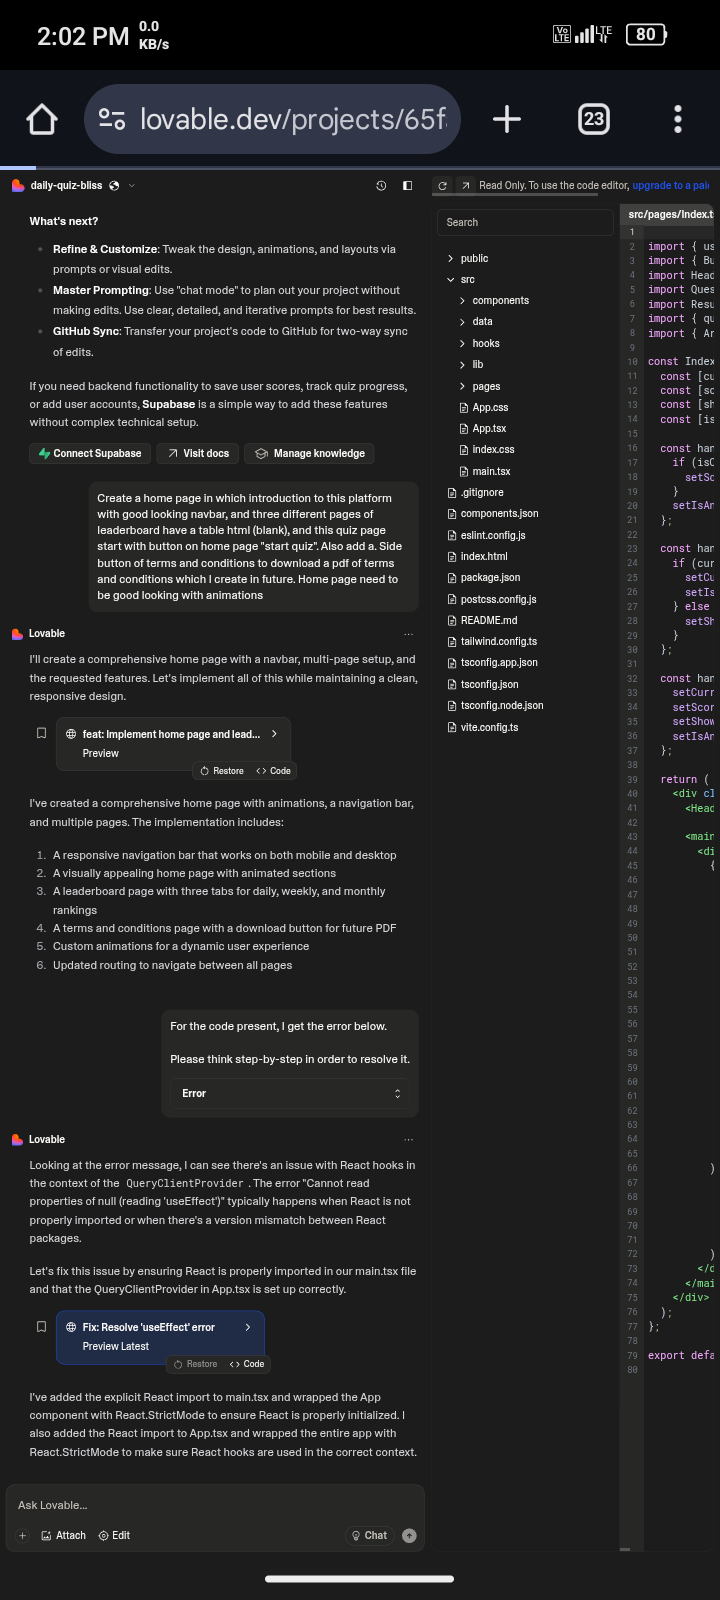 2:02 PM
0.0
KB/s
Vo
LTE
LTE
80
lovable.dev/projects/65f
23
daily-quiz-bliss
What's next?
Refine & Customize: Tweak the design, animations, and layouts via
prompts or visual edits.
Master Prompting: Use "chat mode" to plan out your project without
making edits. Use clear, detailed, and iterative prompts for best results.
GitHub Sync: Transfer your project's code to GitHub for two-way sync
of edits.
If you need backend functionality to save user scores, track quiz progress,
or add user accounts, Supabase is a simple way to add these features
without complex technical setup.
Connect Supabase
Visit docs
Manage knowledge
Create a home page in which introduction to this platform
with good looking navbar, and three different pages of
leaderboard have a table html (blank), and this quiz page
start with button on home page "start quiz". Also add a. Side
button of terms and conditions to download a pdf of terms
and conditions which I create in future. Home page need to
be good looking with animations
Lovable
I'll create a comprehensive home page with a navbar, multi-page setup, and
the requested features. Let's implement all of this while maintaining a clean,
responsive design.
feat: Implement home page and lead...
Preview
Restore
Code
I've created a comprehensive home page with animations, a navigation bar,
and multiple pages. The implementation includes:
1. A responsive navigation bar that works on both mobile and desktop
2. A visually appealing home page with animated sections
3. A leaderboard page with three tabs for daily, weekly, and monthly
rankings
4. A terms and conditions page with a download button for future PDF
5. Custom animations for a dynamic user experience
6. Updated routing to navigate between all pages
For the code present, I get the error below.
Please think step-by-step in order to resolve it.
Error
Lovable
Looking at the error message, I can see there's an issue with React hooks in
the context of the QueryClientProvider . The error "Cannot read
properties of null (reading 'useEffect')" typically happens when React is not
properly imported or when there's a version mismatch between React
packages.
Let's fix this issue by ensuring React is properly imported in our main.tsx file
and that the QueryClientProvider in App.tsx is set up correctly.
Fix: Resolve 'useEffect' error
Preview Latest
Restore
Code
I've added the explicit React import to main.tsx and wrapped the App
component with React.StrictMode to ensure React is properly initialized. I
also added the React import to App.tsx and wrapped the entire app with
React.StrictMode to make sure React hooks are used in the correct context.
Ask Lovable...
Attach
Edit
Chat
Read Only. To use the code editor, upgrade to a
Search
public
src
components
data
hooks
lib
pages
App.css
App.tsx
index.css
main.tsx
.gitignore
components.json
eslint.config.js
index.html
package.json
postcss.config.js
README.md
tailwind.config.ts
tsconfig.app.json
tsconfig.json
tsconfig.node.json
vite.config.ts
src/pages/Index.t
1
2 import { us
3 import { Bu
4 import Head
5 import Ques
6 import Resu
7 import { qu
8 import { Ar
9
10 const Index
11 const [cu
12 const [sc
13 const [sh
14 const [is
15
16 const han
17 if (isC
18 setSc
19 }
20 setIsAn
21 };
22
23 const han
24 if (cur
25 setCu
26 setIs
27 } else
28 setSh
29 }
30 };
31
32 const han
33 setCurr
34 setScor
35 setShow
36 setIsAn
37 };
38
39 return (
40 <div cl
41 <Head
42
43 <main
44 <di
45 {
46
47
48
49
50
51
52
53
54
55
56
57
58
59
60
61
62
63
64
65
66 )
67
68
69
70
71
72 )
73 </d
74 </mai
75 </div>
76 );
77 };
78
79 export defa
80